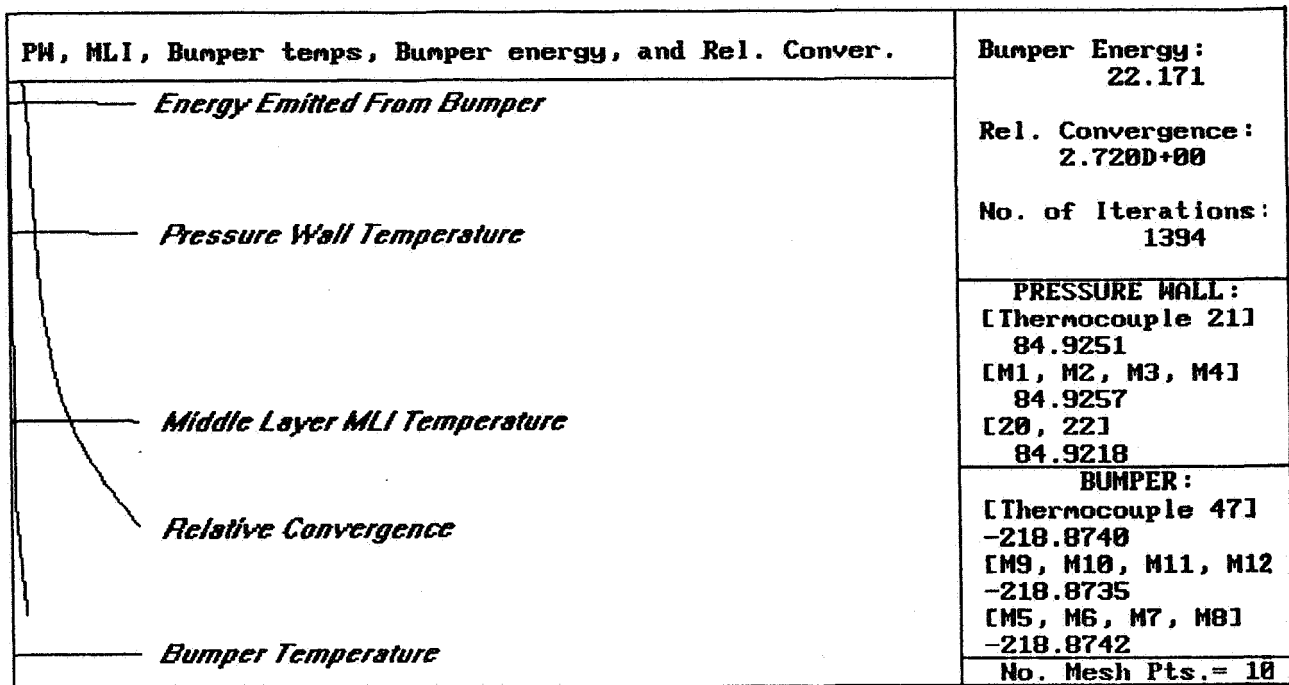 PW, MLI, Bumper temps, Bumper energy, and Rel. Conver.
Energy Emitted From Bumper
Pressure Wall Temperature
Middle Layer MLI Temperature
Relative Convergence
Bumper Temperature
Bumper Energy:
22.171
Rel. Convergence:
2.720D+00
No. of Iterations:
1394
PRESSURE WALL:
[Thermocouple 21]
84.9251
[M1, M2, M3, M4]
84.9257
[20, 22]
84.9218
BUMPER:
[Thermocouple 47]
-218.8740
[M9, M10, M11, M12
-218.8735
[M5, M6, M7, M8]
-218.8742
No. Mesh Pts.= 10